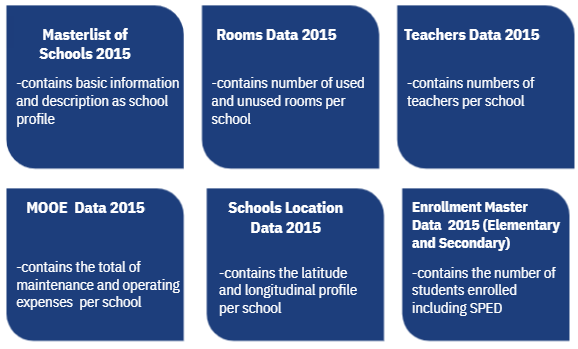 Masterlist of
Schools 2015
-contains basic information
and description as school
profile
Rooms Data 2015
-contains number of used
and unused rooms per
school
Teachers Data 2015
-contains numbers of
teachers per school
MOOE Data 2015
-contains the total of
maintenance and operating
expenses per school
Schools Location
Data 2015
-contains the latitude
and longitudinal profile
per school
Enrollment Master
Data 2015 (Elementary
and Secondary)
-contains the number of
students enrolled
including SPED